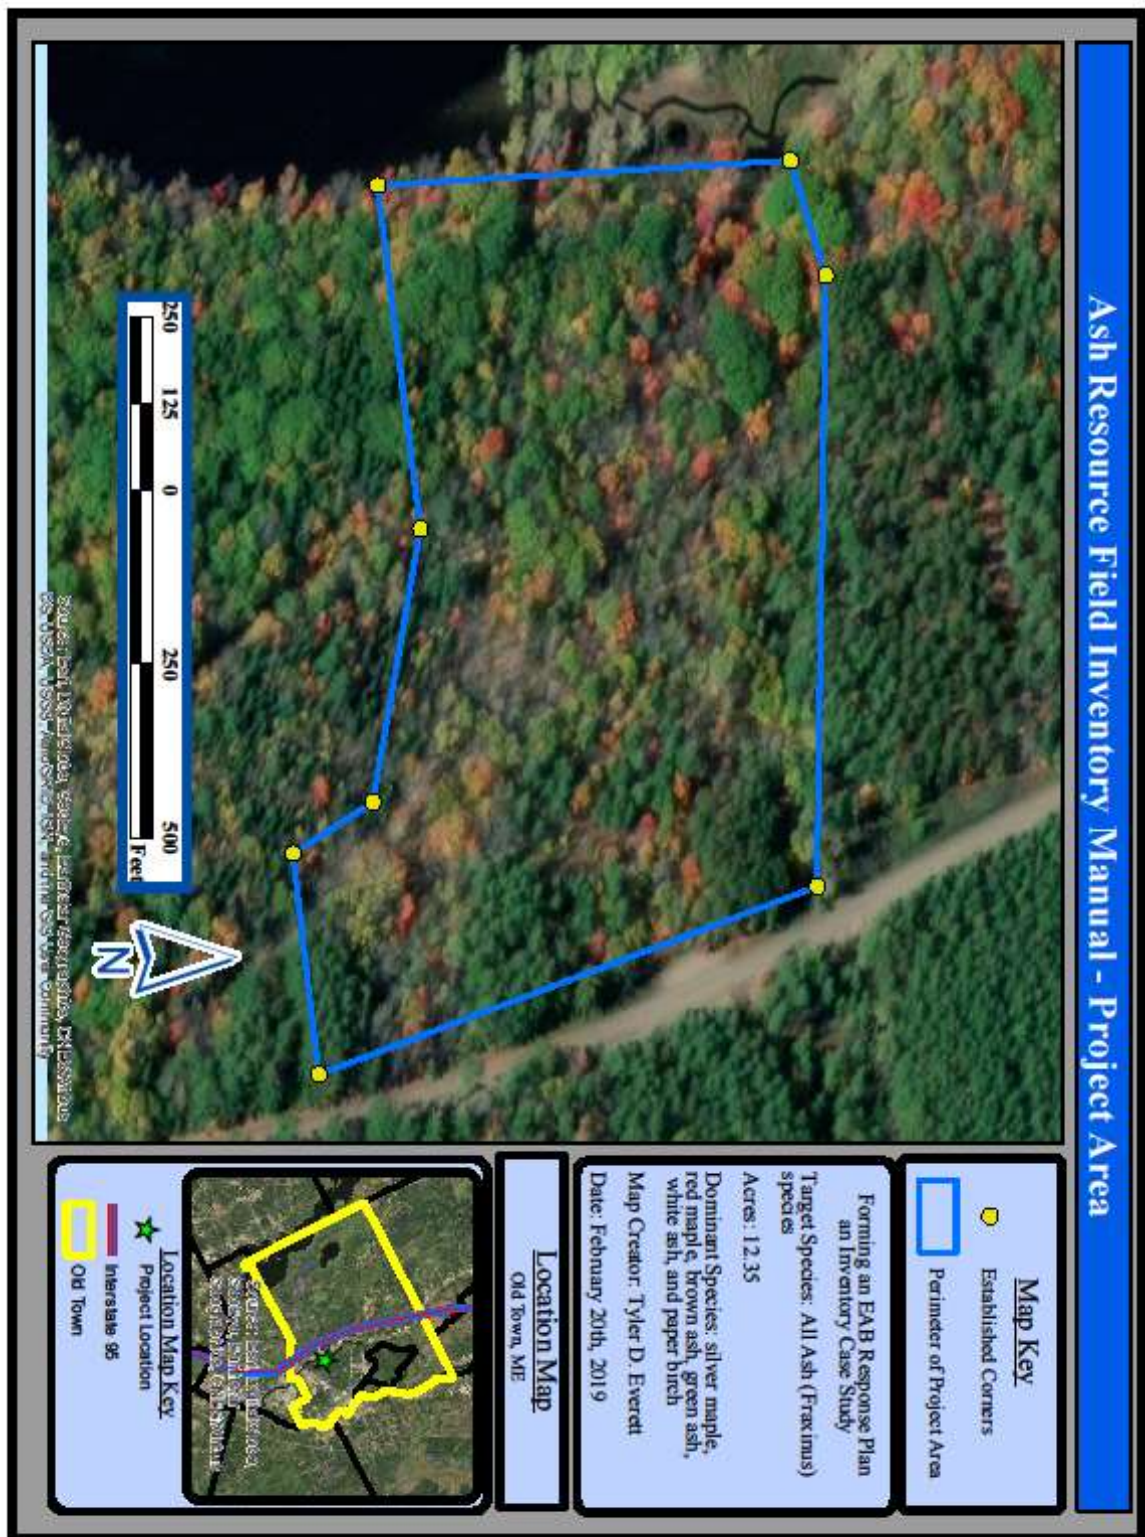 Ash Resource Field Inventory Manual - Project Area
Map Key
Established Corners
Perimeter of Project Area
Forming an EAB Response Plan
an Inventory Case Study
Target Species: All Ash (Fraxinus)
species
Acres: 12.35
Dominant Species: silver maple,
red maple, brown ash, green ash,
white ash, and paper birch
Map Creator: Tyler D. Everett
Date: February 20th, 2019
Location Map
Old Town, ME
Location Map Key
Project Location
Interstate 95
Old Town
250 125 0 250 500
Feet
N